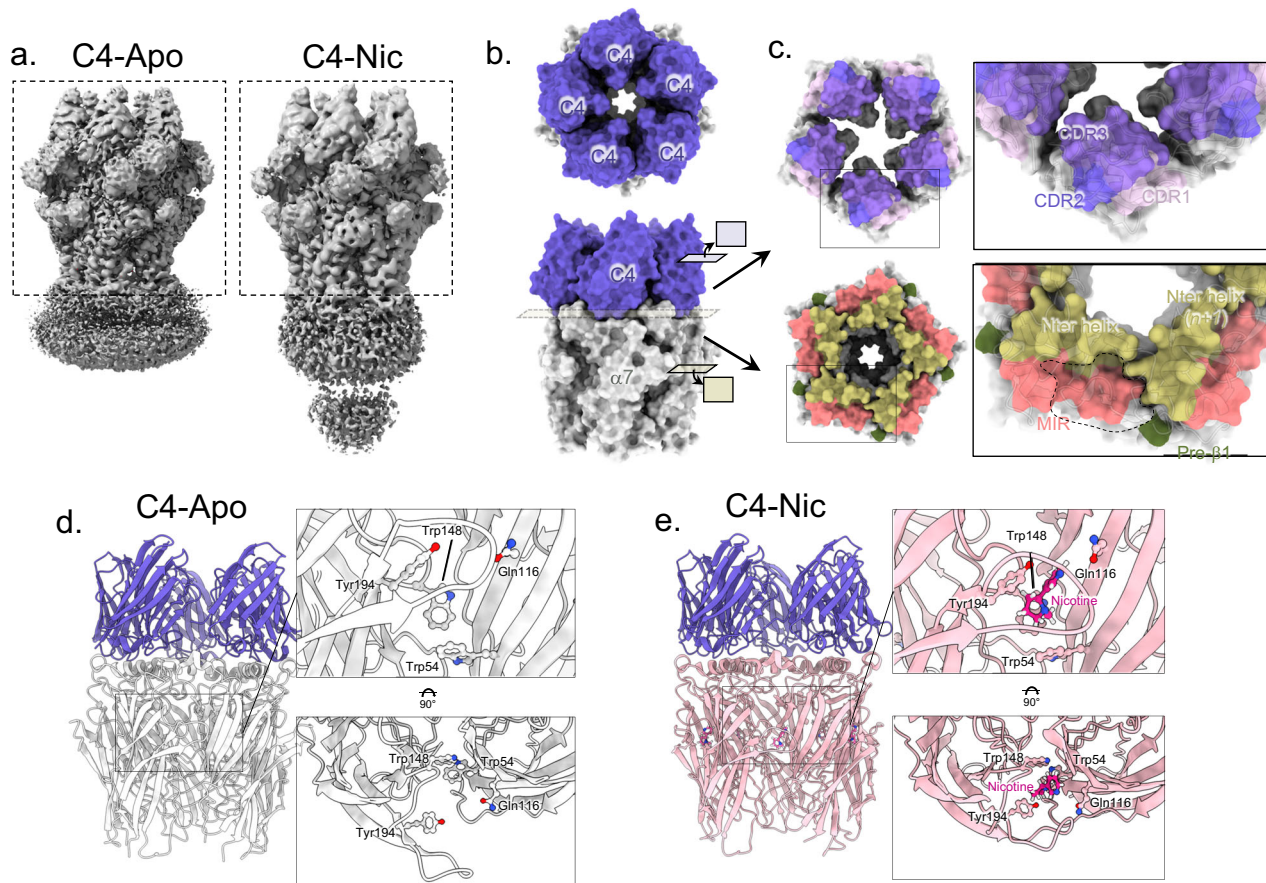 a.
C4-Apo
C4-Nic
b.
C4
C4
C4
C4
C4
C4
α7
c.
CDR3
CDR2
CDR1
Nter helix
Nter helix
(n+1)
MIR
Pre-β1
d.
C4-Apo
Trp148
Gln116
Tyr194
Trp54
90°
Trp148
Trp54
Gln116
Tyr194
e.
C4-Nic
Trp148
Gln116
Tyr194
Nicotine
Trp54
90°
Trp148
Trp54
Nicotine
Gln116
Tyr194